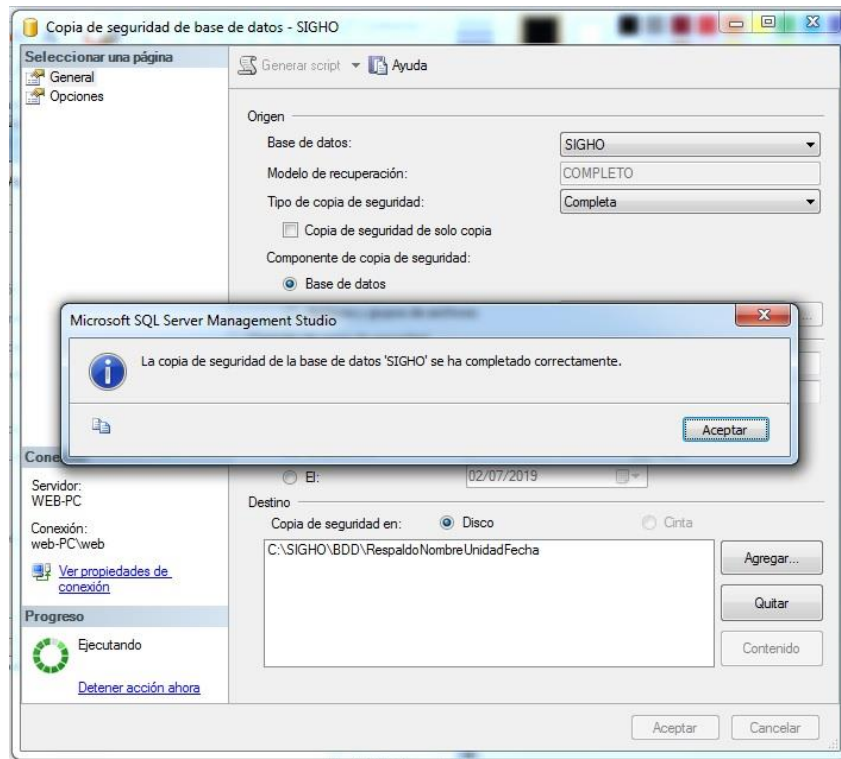 Copia de seguridad de base de datos - SIGHO
Seleccionar una página
General
Opciones
Generar script
Ayuda
Origen
Base de datos:
SIGHO
Modelo de recuperación:
COMPLETO
Tipo de copia de seguridad:
Completa
Copia de seguridad de solo copia
Componente de copia de seguridad:
Base de datos
Microsoft SQL Server Management Studio
La copia de seguridad de la base de datos 'SIGHO' se ha completado correctamente.
Aceptar
Servidor:
WEB-PC
Conexión:
web-PC\web
Ver propiedades de
conexión
Progreso
Ejecutando
Detener acción ahora
El:
02/07/2019
Destino
Copia de seguridad en:
Disco
Cinta
C:\SIGHO\BDD\RespaldoNombreUnidadFecha
Agregar...
Quitar
Contenido
Aceptar
Cancelar